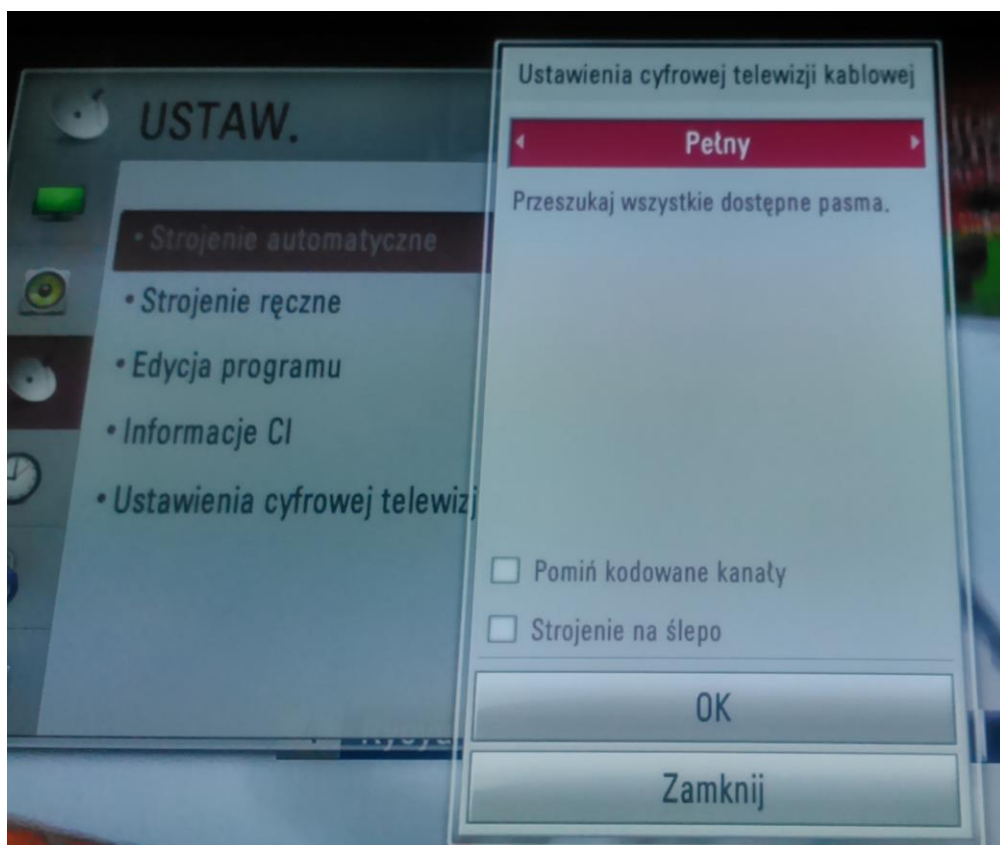 USTAW.
• Strojenie automatyczne
• Strojenie ręczne
• Edycja programu
• Informacje CI
• Ustawienia cyfrowej telewizj
Ustawienia cyfrowej telewizji kablowej
Pełny
Przeszukaj wszystkie dostępne pasma.
Pomiń kodowane kanały
Strojenie na ślepo
OK
Zamknij